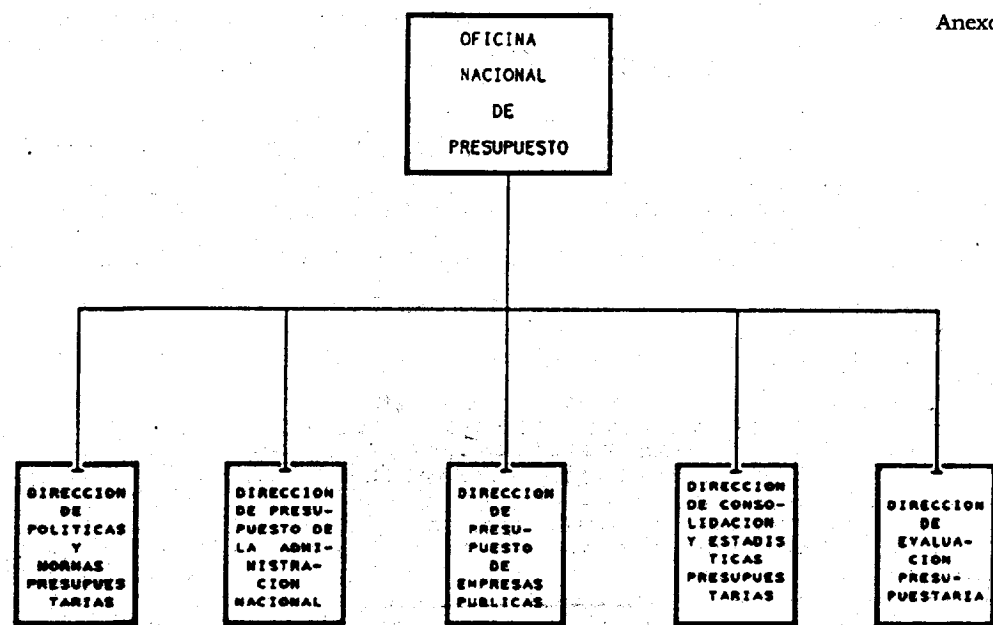 Anexo
OFICINA
NACIONAL
DE
PRESUPUESTO
DIRECCION
DE
POLITICAS
Y
NORMAS
PRESUPUES
TARIAS
DIRECCION
DE PRESU-
PUESTO DE
LA ADMI-
NISTRA-
CION
NACIONAL
DIRECCION
DE
PRESU-
PUESTO
DE
EMPRESAS
PUBLICAS.
DIRECCION
DE CONSO-
LIDACION
Y ESTADIS
TICAS
PRESUPUES
TARIAS
DIRECCION
DE
EVALUA-
CION
PRESU-
PUESTARIA